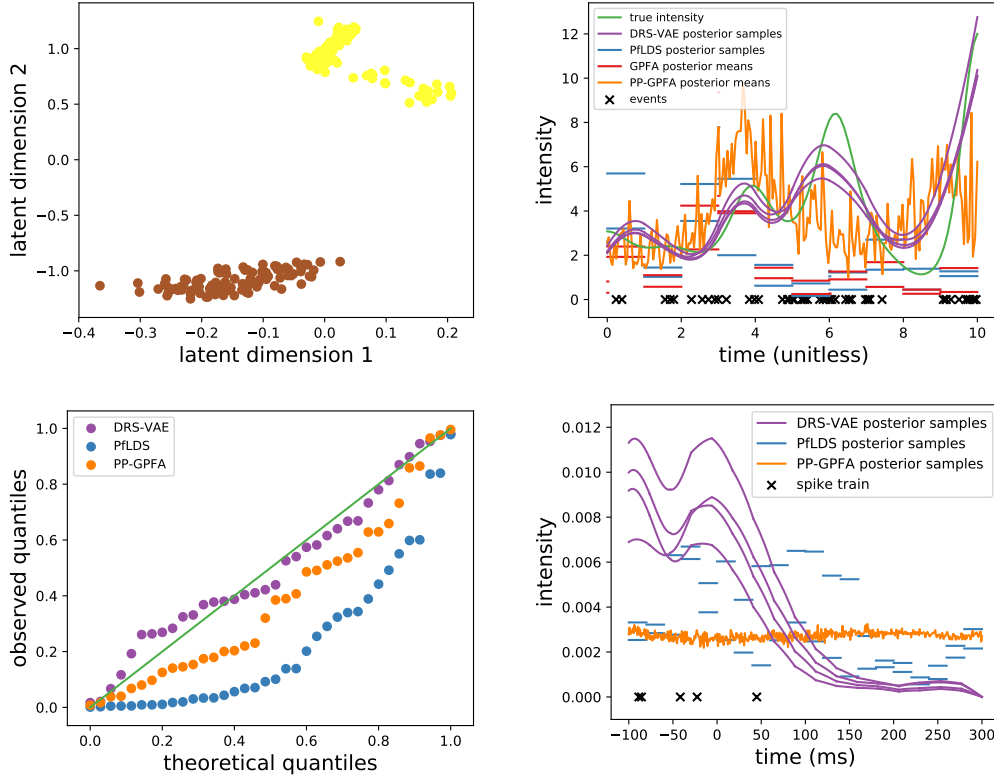 1.0
0.5
0.0
−0.5
−1.0
−0.4
−0.3
−0.2
−0.1
0.0
0.1
0.2
latent dimension 1
latent dimension 2
true intensity
DRS-VAE posterior samples
PfLDS posterior samples
GPFA posterior means
PP-GPFA posterior means
events
12
10
8
6
4
2
0
0
2
4
6
8
10
time (unitless)
intensity
DRS-VAE
PfLDS
PP-GPFA
1.0
0.8
0.6
0.4
0.2
0.0
0.0
0.2
0.4
0.6
0.8
1.0
theoretical quantiles
observed quantiles
DRS-VAE posterior samples
PfLDS posterior samples
PP-GPFA posterior samples
spike train
0.012
0.010
0.008
0.006
0.004
0.002
0.000
−100
−50
0
50
100
150
200
250
300
time (ms)
intensity